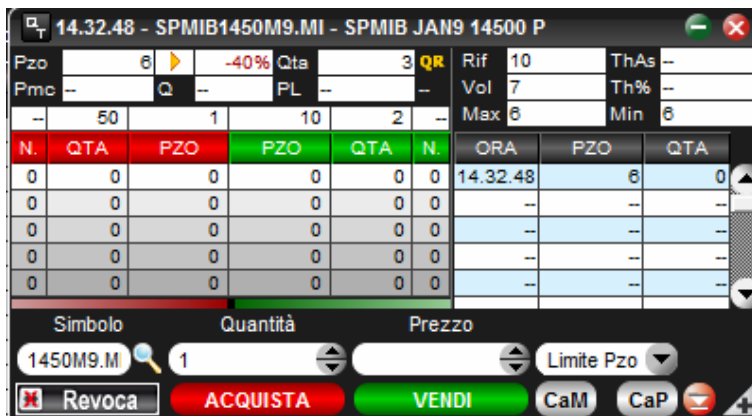 14.32.48 - SPMIB1450M9.MI - SPMIB JAN9 14500 P
Pzo 6 -40% Qta 3 QR Rif 10 ThAs --
Pmc -- Q -- PL -- -- Vol 7 Th% --
-- 50 1 10 2 -- Max 6 Min 6
N. QTA PZO PZO QTA N. ORA PZO QTA
0 0 0 0 0 0 14.32.48 6 0
0 0 0 0 0 0 -- -- --
0 0 0 0 0 0 -- -- --
0 0 0 0 0 0 -- -- --
0 0 0 0 0 0 -- -- --
Simbolo Quantità Prezzo
1450M9.MI 1 Limite Pzo
Revoca ACQUISTA VENDI CaM CaP